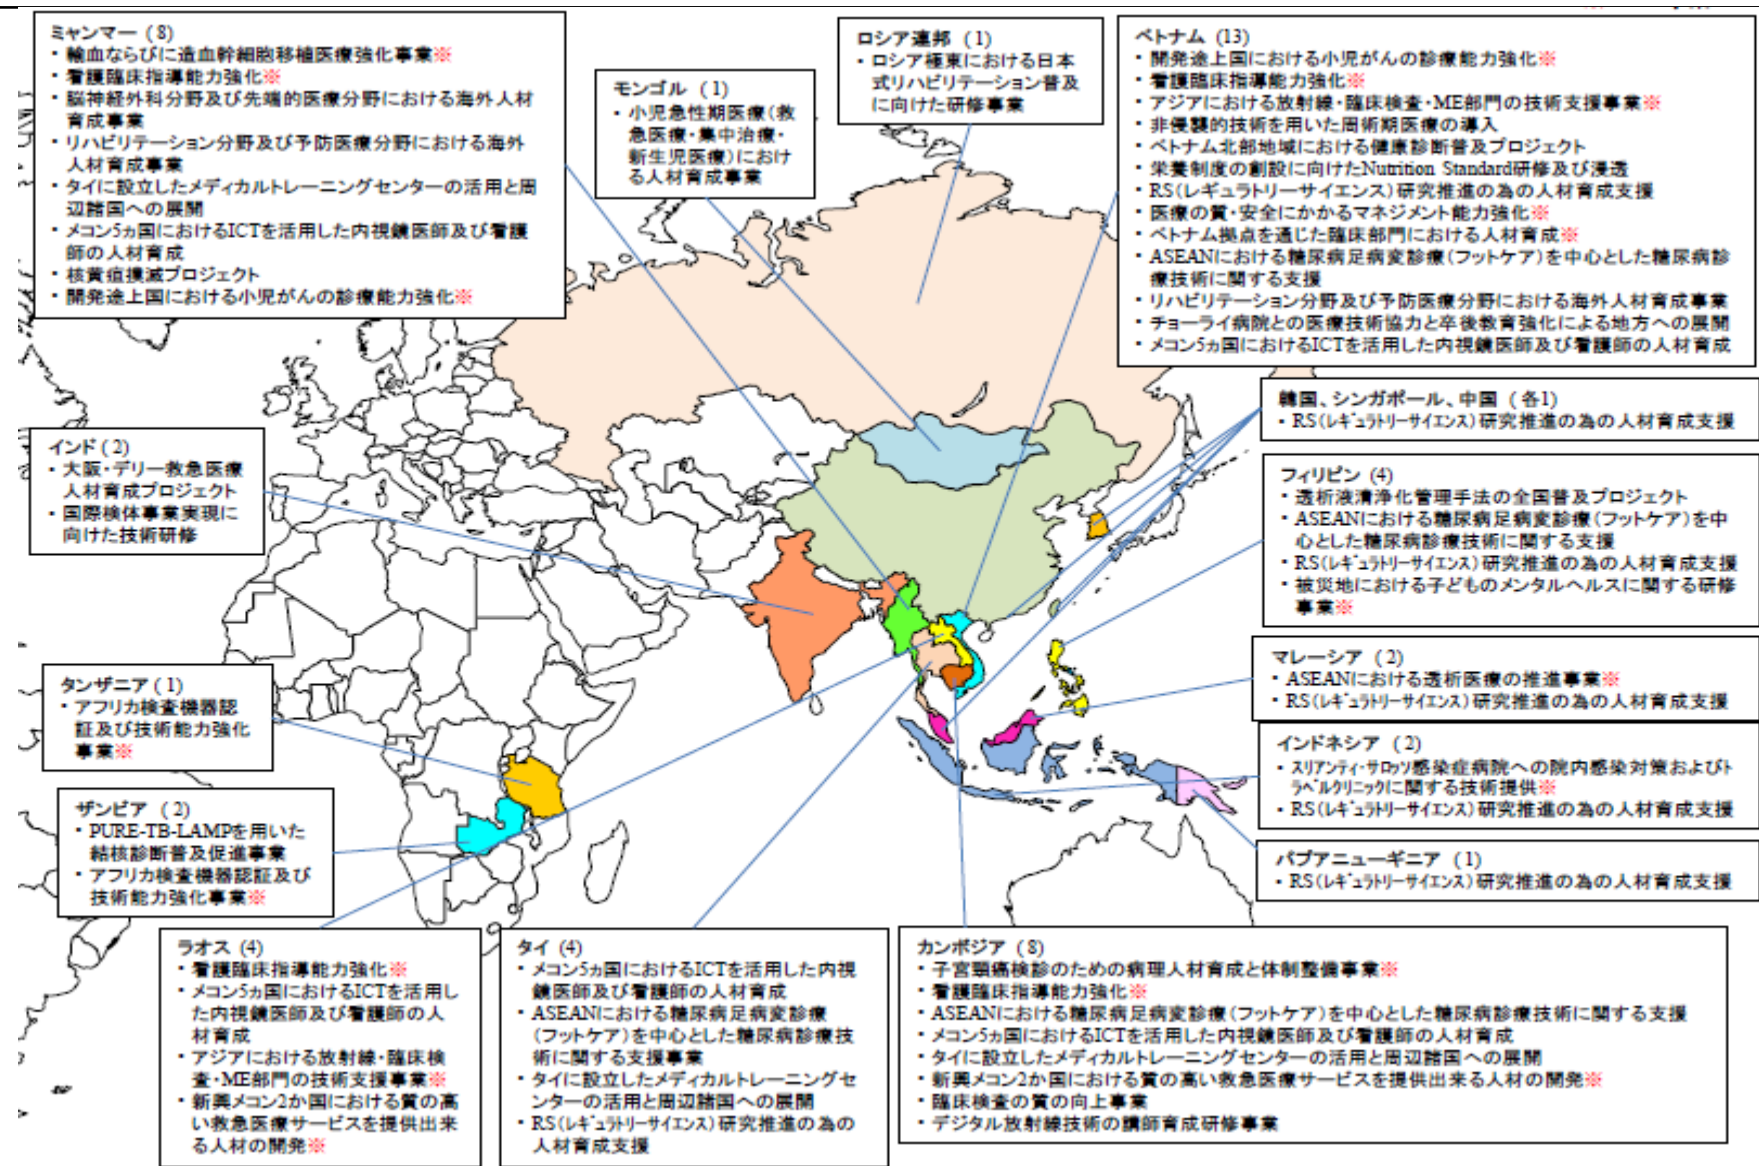 ミャンマー (8)
・輸血ならびに造血幹細胞移植医療強化事業※
・看護臨床指導能力強化※
・脳神経外科分野及び先端的医療分野における海外人材
育成事業
・リハビリテーション分野及び予防医療分野における海外
人材育成事業
・タイに設立したメディカルトレーニングセンターの活用と周
辺諸国への展開
・メコン5ヵ国におけるICTを活用した内視鏡医師及び看護
師の人材育成
・核黄疸撲滅プロジェクト
・開発途上国における小児がんの診療能力強化※
モンゴル (1)
・小児急性期医療(救
急医療・集中治療・
新生児医療)におけ
る人材育成事業
ロシア連邦 (1)
・ロシア極東における日本
式リハビリテーション普及
に向けた研修事業
ベトナム (13)
・開発途上国における小児がんの診療能力強化※
・看護臨床指導能力強化※
・アジアにおける放射線・臨床検査・ME部門の技術支援事業※
・非侵襲的技術を用いた周術期医療の導入
・ベトナム北部地域における健康診断普及プロジェクト
・栄養制度の創設に向けたNutrition Standard研修及び浸透
・RS(レギュラトリーサイエンス)研究推進の為の人材育成支援
・医療の質・安全にかかるマネジメント能力強化※
・ベトナム拠点を通じた臨床部門における人材育成※
・ASEANにおける糖尿病足病変診療(フットケア)を中心とした糖尿病診
療技術に関する支援
・リハビリテーション分野及び予防医療分野における海外人材育成事業
・チョーライ病院との医療技術協力と卒後教育強化による地方への展開
・メコン5ヵ国におけるICTを活用した内視鏡医師及び看護師の人材育成
韓国、シンガポール、中国 (各1)
・RS(レギュラトリーサイエンス)研究推進の為の人材育成支援
インド (2)
・大阪・デリー救急医療
人材育成プロジェクト
・国際検体事業実現に
向けた技術研修
フィリピン (4)
・透析液清浄化管理手法の全国普及プロジェクト
・ASEANにおける糖尿病足病変診療(フットケア)を中
心とした糖尿病診療技術に関する支援
・RS(レギュラトリーサイエンス)研究推進の為の人材育成支援
・被災地における子どものメンタルヘルスに関する研修
事業※
マレーシア (2)
・ASEANにおける透析医療の推進事業※
・RS(レギュラトリーサイエンス)研究推進の為の人材育成支援
タンザニア (1)
・アフリカ検査機器認
証及び技術能力強化
事業※
インドネシア (2)
・スリアンティ・サロッソ感染症病院への院内感染対策およびト
ラベルクリニックに関する技術提供※
・RS(レギュラトリーサイエンス)研究推進の為の人材育成支援
ザンビア (2)
・PURE-TB-LAMPを用いた
結核診断普及促進事業
・アフリカ検査機器認証及び
技術能力強化事業※
パプアニューギニア (1)
・RS(レギュラトリーサイエンス)研究推進の為の人材育成支援
ラオス (4)
・看護臨床指導能力強化※
・メコン5ヵ国におけるICTを活用し
た内視鏡医師及び看護師の人
材育成
・アジアにおける放射線・臨床検
査・ME部門の技術支援事業※
・新興メコン2か国における質の高
い救急医療サービスを提供出来
る人材の開発※
タイ (4)
・メコン5ヵ国におけるICTを活用した内視
鏡医師及び看護師の人材育成
・ASEANにおける糖尿病足病変診療
(フットケア)を中心とした糖尿病診療技
術に関する支援事業
・タイに設立したメディカルトレーニングセ
ンターの活用と周辺諸国への展開
・RS(レギュラトリーサイエンス)研究推進の為の
人材育成支援
カンボジア (8)
・子宮頸癌検診のための病理人材育成と体制整備事業※
・看護臨床指導能力強化※
・ASEANにおける糖尿病足病変診療(フットケア)を中心とした糖尿病診療技術に関する支援
・メコン5ヵ国におけるICTを活用した内視鏡医師及び看護師の人材育成
・タイに設立したメディカルトレーニングセンターの活用と周辺諸国への展開
・新興メコン2か国における質の高い救急医療サービスを提供出来る人材の開発※
・臨床検査の質の向上事業
・デジタル放射線技術の講師育成研修事業